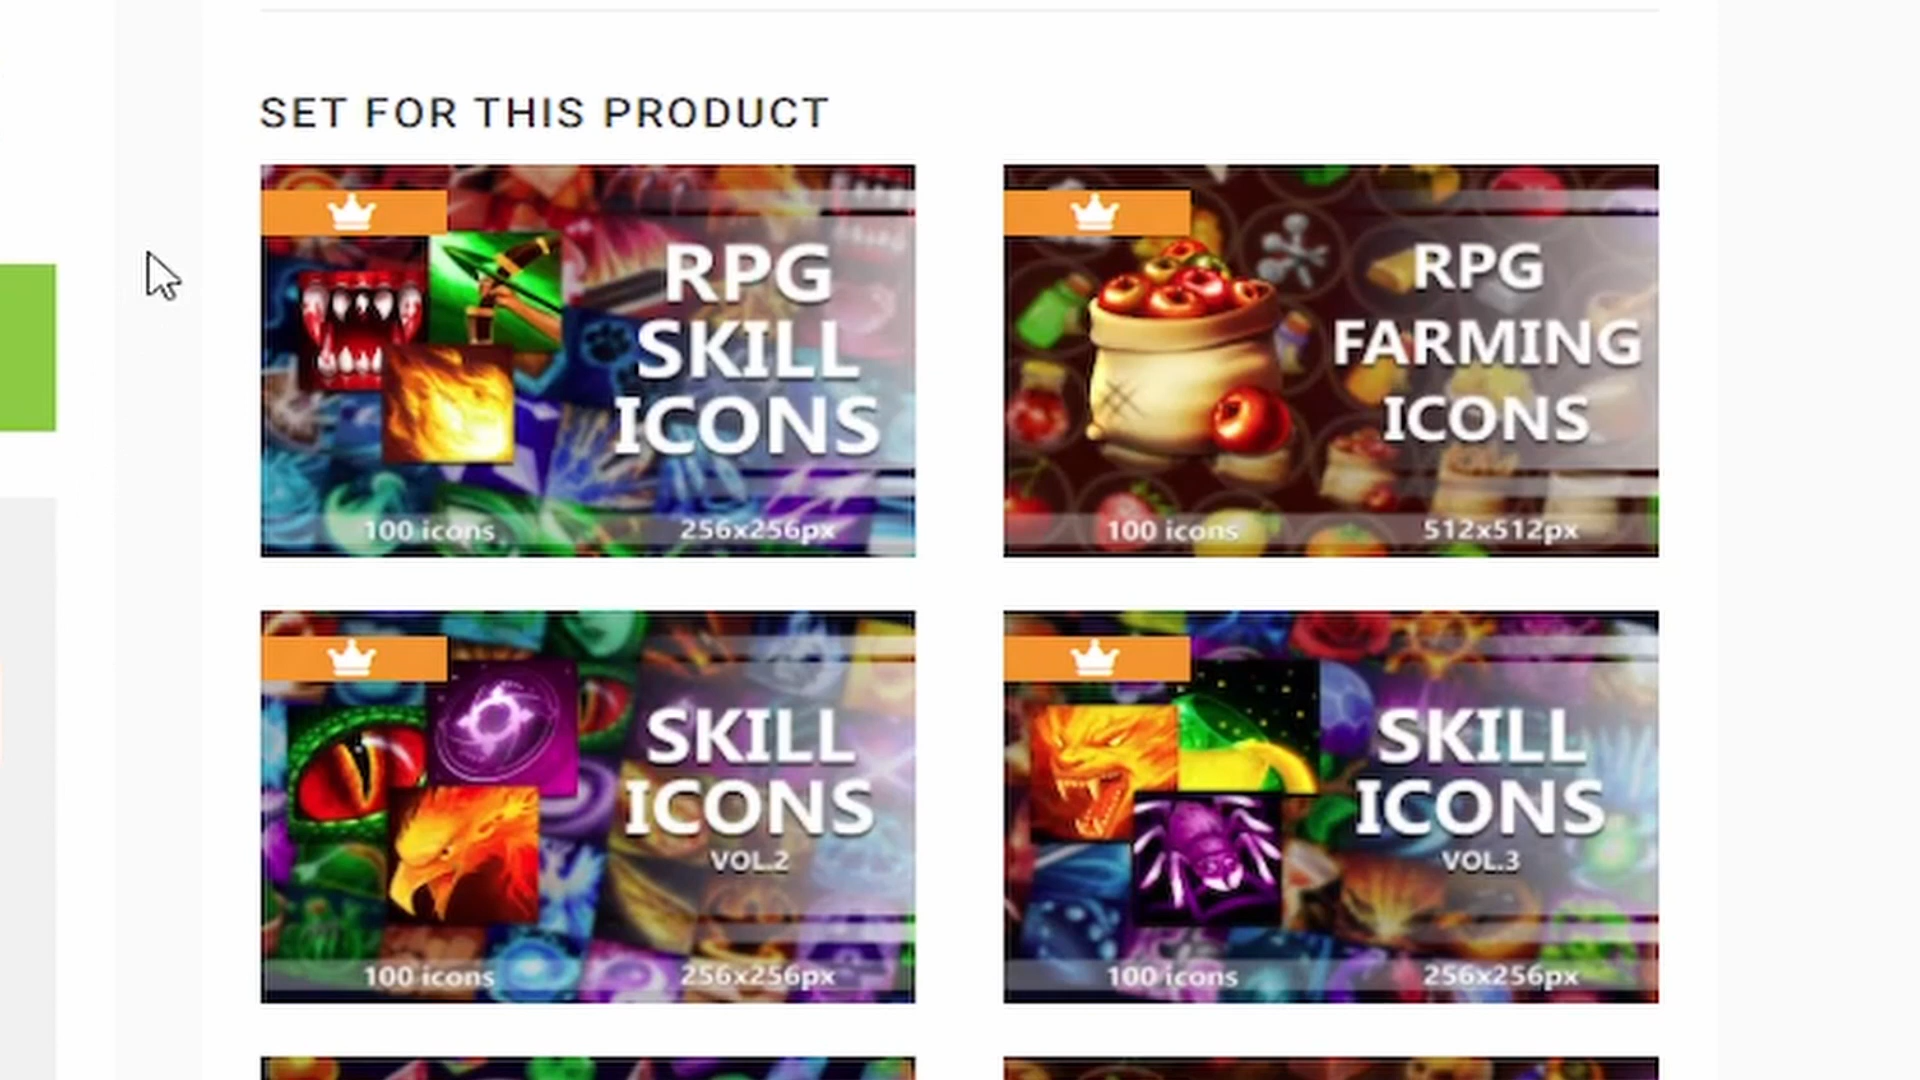 SET FOR THIS PRODUCT
RPG
SKILL
ICONS
100 icons
256x256px
RPG
FARMING
ICONS
100 icons
512x512px
SKILL
ICONS
VOL.2
100 icons
256x256px
SKILL
ICONS
VOL.3
100 icons
256x256px